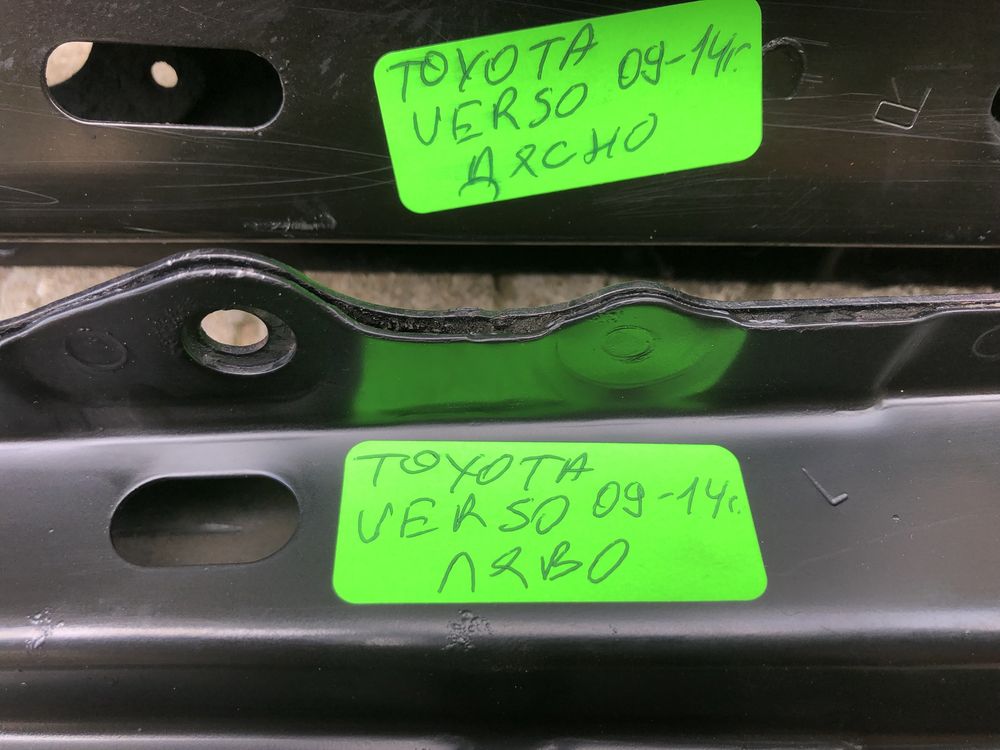 TOYOTA
VERSO 09-14г.
ДЯСНО
R
TOYOTA
VERSO 09-14г.
ЛЯВО
L